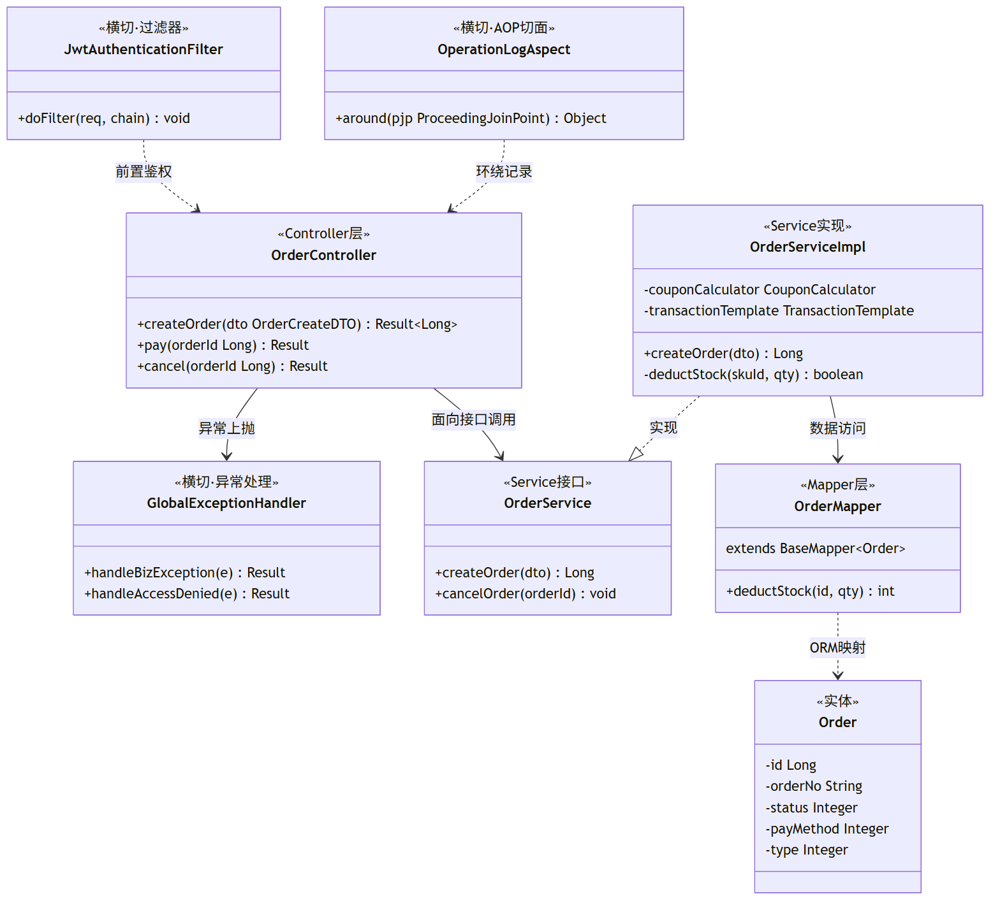 «横切·过滤器»
JwtAuthenticationFilter
+doFilter(req, chain) : void
«横切·AOP切面»
OperationLogAspect
+around(pjp ProceedingJoinPoint) : Object
前置鉴权
环绕记录
«Controller层»
OrderController
+createOrder(dto OrderCreateDTO) : Result<Long>
+pay(orderId Long) : Result
+cancel(orderId Long) : Result
«Service实现»
OrderServiceImpl
-couponCalculator CouponCalculator
-transactionTemplate TransactionTemplate
+createOrder(dto) : Long
-deductStock(skuId, qty) : boolean
异常上抛
面向接口调用
实现
数据访问
«横切·异常处理»
GlobalExceptionHandler
+handleBizException(e) : Result
+handleAccessDenied(e) : Result
«Service接口»
OrderService
+createOrder(dto) : Long
+cancelOrder(orderId) : void
«Mapper层»
OrderMapper
extends BaseMapper<Order>
+deductStock(id, qty) : int
ORM映射
«实体»
Order
-id Long
-orderNo String
-status Integer
-payMethod Integer
-type Integer